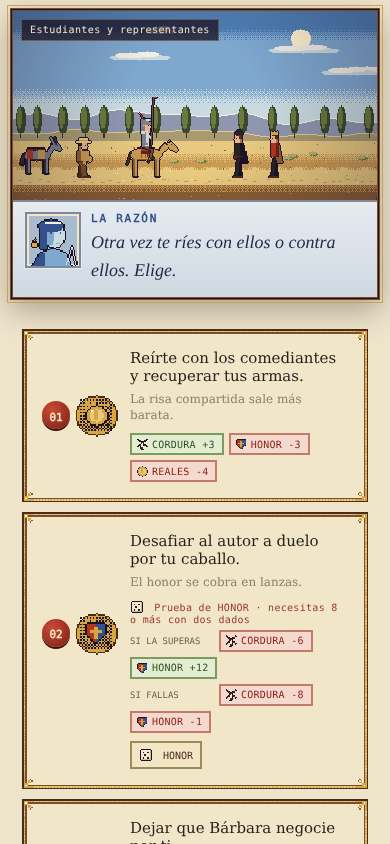 Estudiantes y representantes
LA RAZÓN
Otra vez te ríes con ellos o contra
ellos. Elige.
01
Reírte con los comediantes
y recuperar tus armas.
La risa compartida sale más
barata.
CORDURA +3
HONOR -3
REALES -4
02
Desafiar al autor a duelo
por tu caballo.
El honor se cobra en lanzas.
Prueba de HONOR · necesitas 8
o más con dos dados
SI LA SUPERAS
CORDURA -6
HONOR +12
SI FALLAS
CORDURA -8
HONOR -1
HONOR
Dejar que Bárbara negocie
por ti.